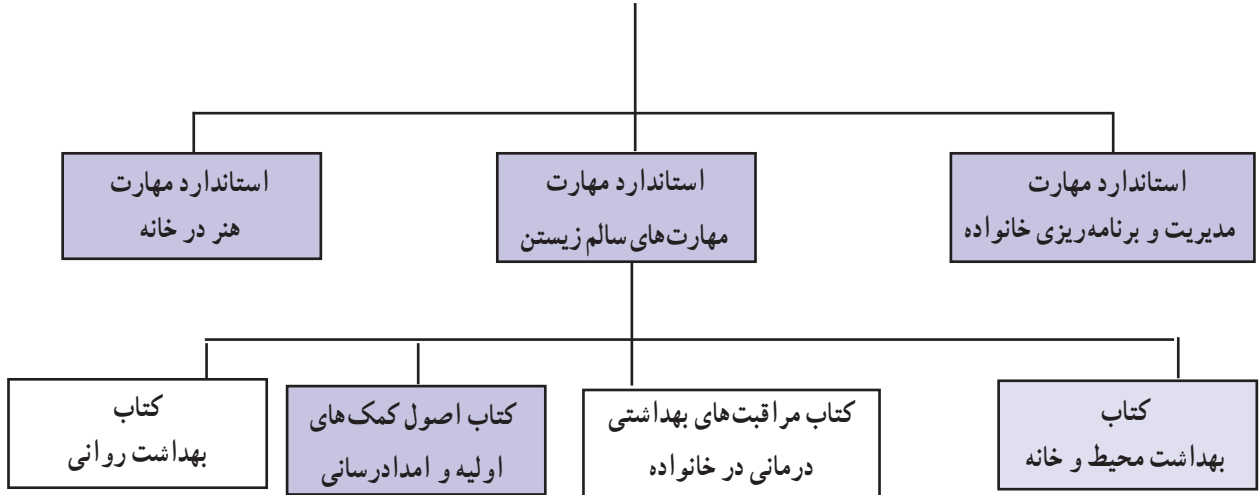 استاندارد مهارت
مدیریت و برنامه‌ریزی خانواده
استاندارد مهارت
مهارت‌های سالم زیستن
استاندارد مهارت
هنر در خانه
کتاب
بهداشت محیط و خانه
کتاب مراقبت‌های بهداشتی
درمانی در خانواده
کتاب اصول کمک‌های
اولیه و امدادرسانی
کتاب
بهداشت روانی